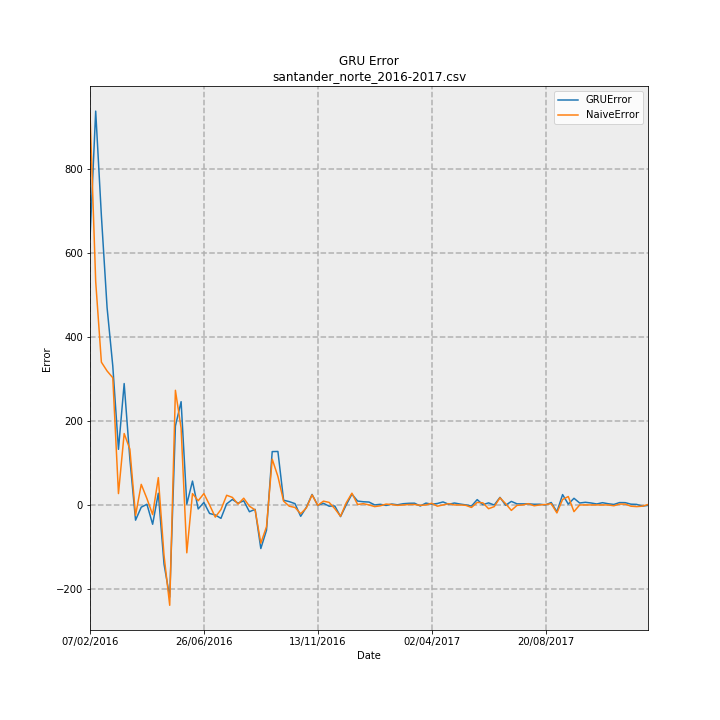 GRU Error
santander_norte_2016-2017.csv
GRUError
NaiveError
800
600
400
200
0
−200
Error
07/02/2016
26/06/2016
13/11/2016
02/04/2017
20/08/2017
Date